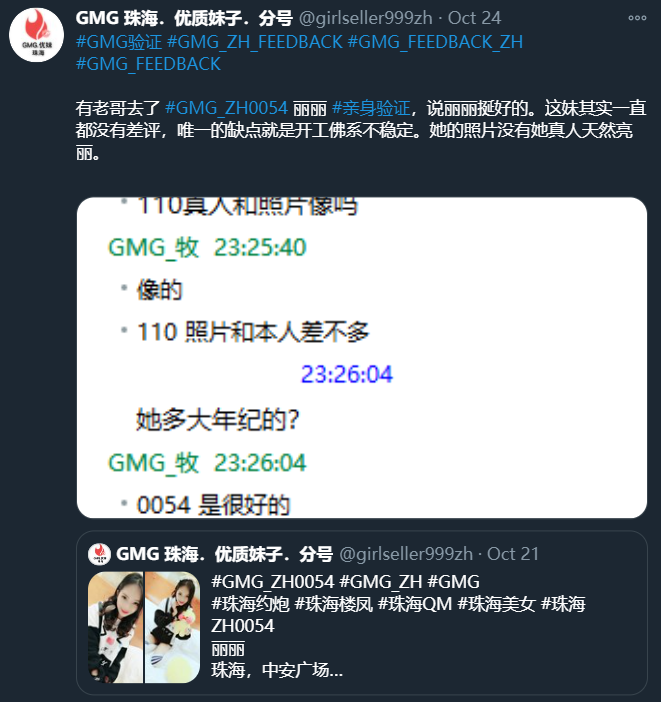 GMG 珠海．优质妹子．分号 @girlseller999zh · Oct 24
#GMG验证 #GMG_ZH_FEEDBACK #GMG_FEEDBACK_ZH
#GMG_FEEDBACK
有老哥去了 #GMG_ZH0054 丽丽 #亲身验证，说丽丽挺好的。这妹其实一直
都没有差评，唯一的缺点就是开工佛系不稳定。她的照片没有她真人天然亮
丽。
110真人和照片像吗
GMG_牧 23:25:40
像的
110 照片和本人差不多
23:26:04
她多大年纪的?
GMG_牧 23:26:04
0054 是很好的
GMG 珠海．优质妹子．分号 @girlseller999zh · Oct 21
#GMG_ZH0054 #GMG_ZH #GMG
#珠海约炮 #珠海楼凤 #珠海QM #珠海美女 #珠海
ZH0054
丽丽
珠海，中安广场...